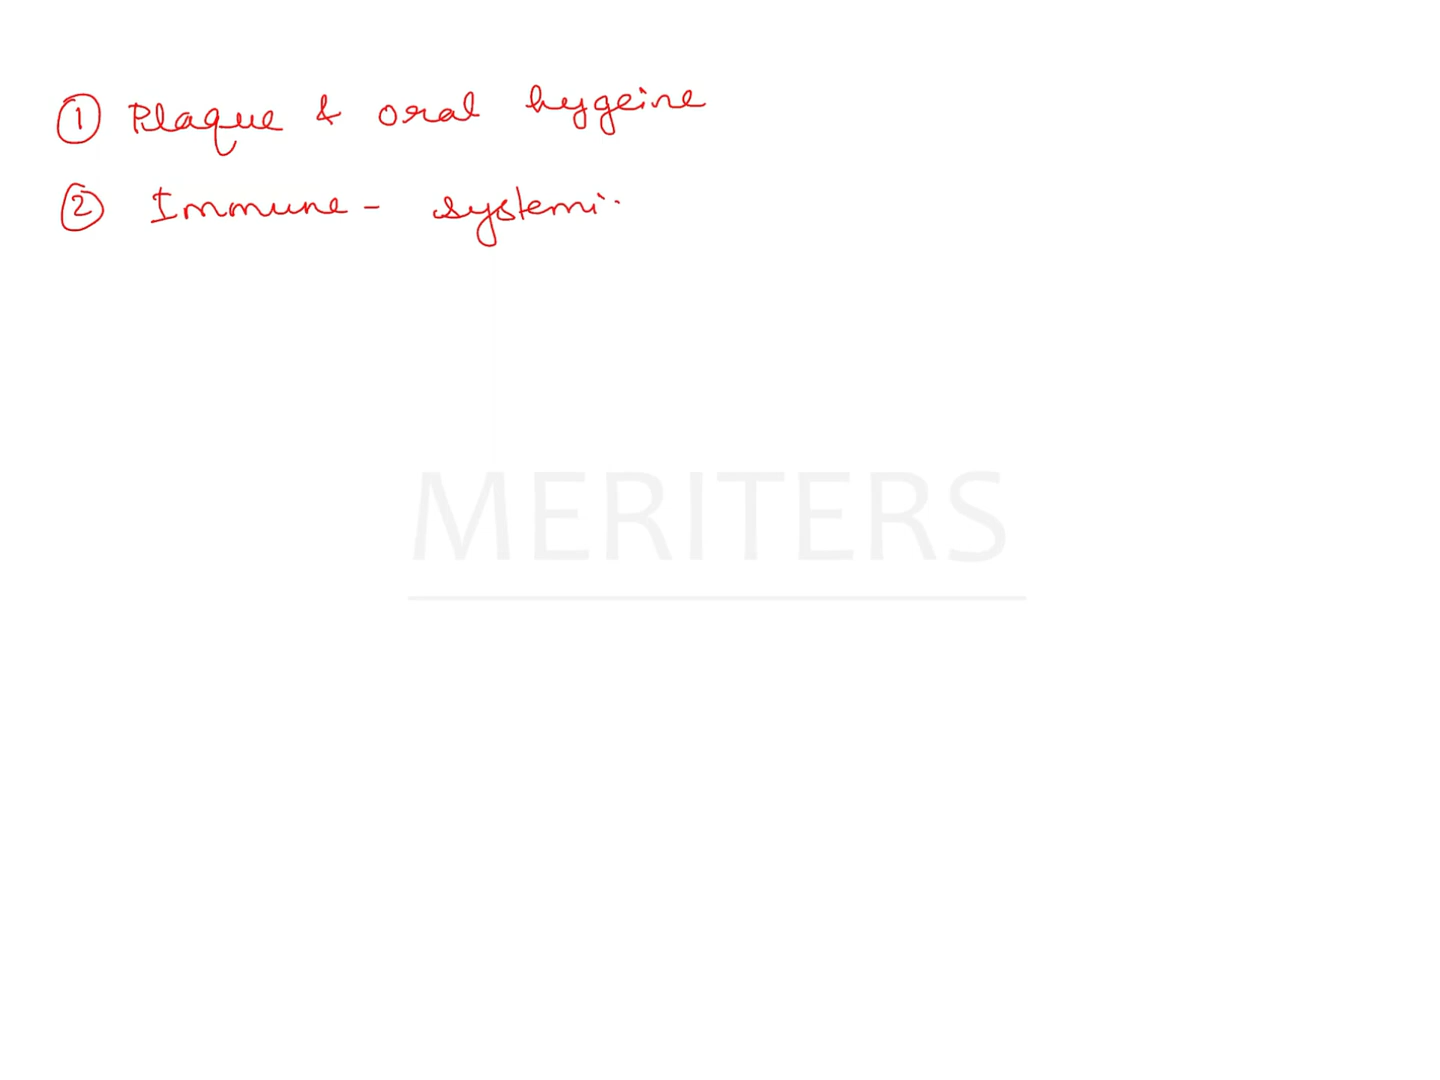 ① Plaque & oral hygeine
② Immune - systemi.
MERITERS